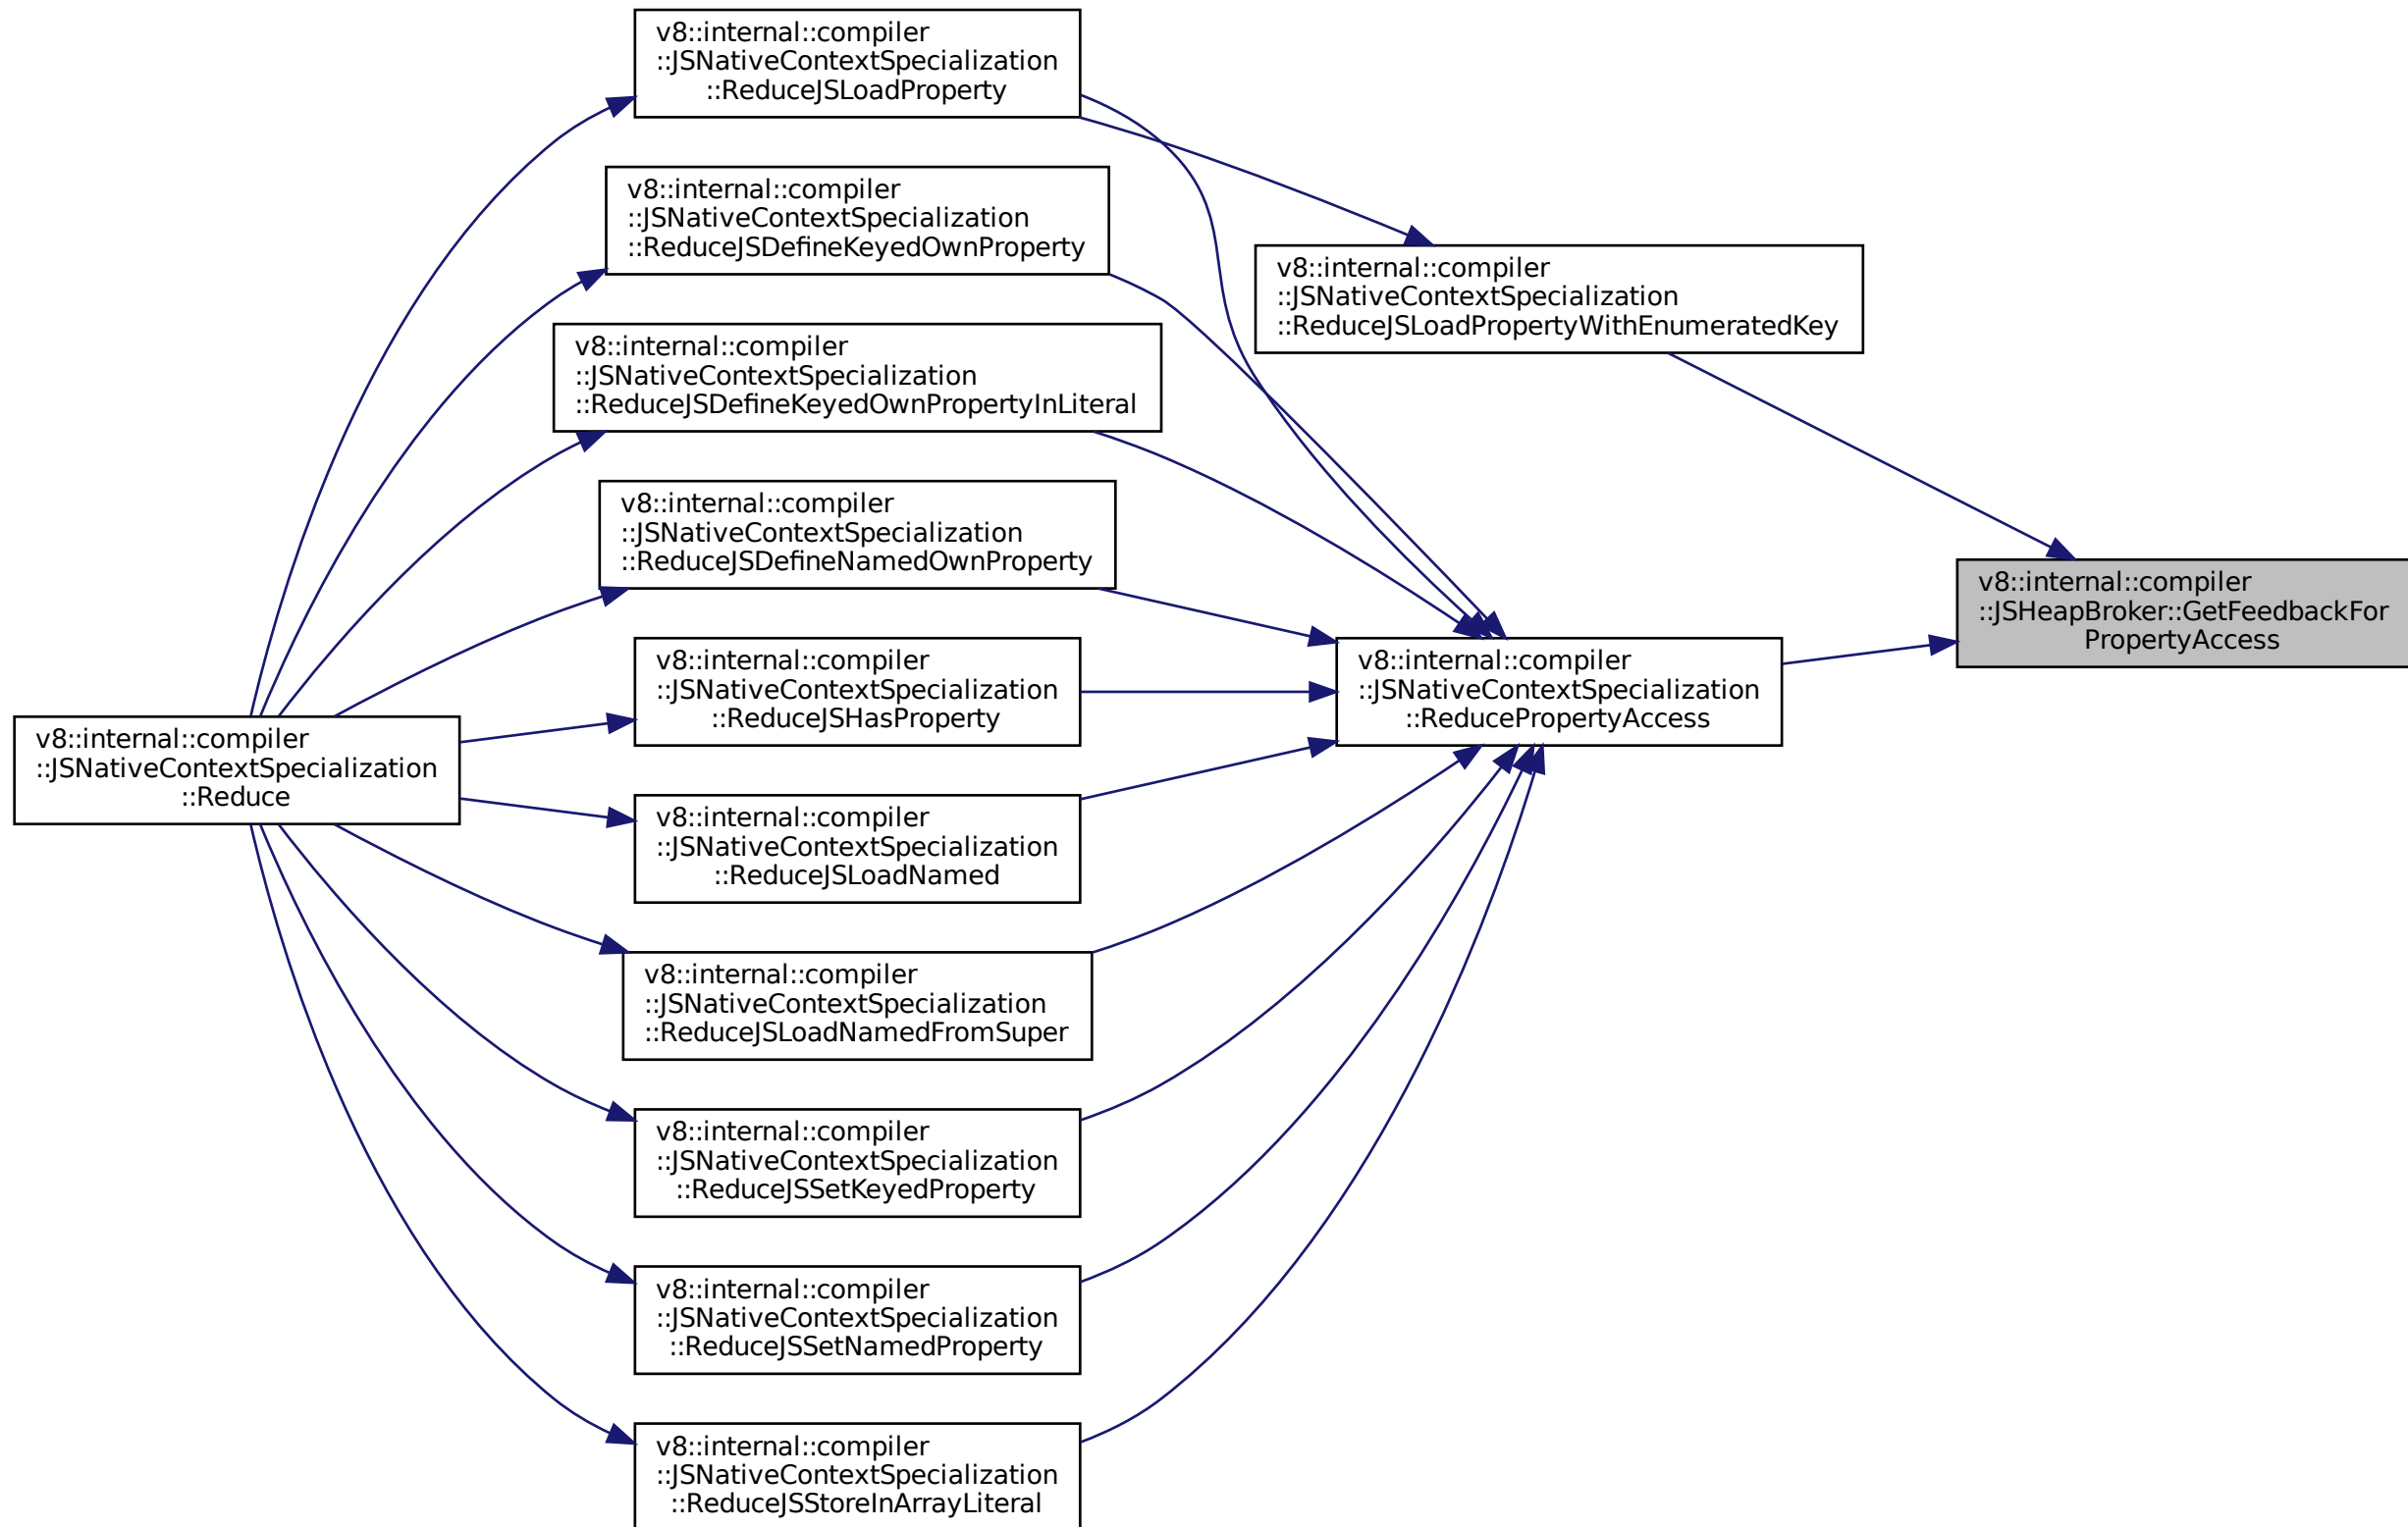 v8::internal::compiler
::JSNativeContextSpecialization
::ReduceJSLoadProperty
v8::internal::compiler
::JSNativeContextSpecialization
::ReduceJSDefineKeyedOwnProperty
v8::internal::compiler
::JSNativeContextSpecialization
::ReduceJSLoadPropertyWithEnumeratedKey
v8::internal::compiler
::JSNativeContextSpecialization
::ReduceJSDefineKeyedOwnPropertyInLiteral
v8::internal::compiler
::JSNativeContextSpecialization
::ReduceJSDefineNamedOwnProperty
v8::internal::compiler
::JSHeapBroker::GetFeedbackFor
PropertyAccess
v8::internal::compiler
::JSNativeContextSpecialization
::ReduceJSHasProperty
v8::internal::compiler
::JSNativeContextSpecialization
::ReducePropertyAccess
v8::internal::compiler
::JSNativeContextSpecialization
::Reduce
v8::internal::compiler
::JSNativeContextSpecialization
::ReduceJSLoadNamed
v8::internal::compiler
::JSNativeContextSpecialization
::ReduceJSLoadNamedFromSuper
v8::internal::compiler
::JSNativeContextSpecialization
::ReduceJSSetKeyedProperty
v8::internal::compiler
::JSNativeContextSpecialization
::ReduceJSSetNamedProperty
v8::internal::compiler
::JSNativeContextSpecialization
::ReduceJSStoreInArrayLiteral